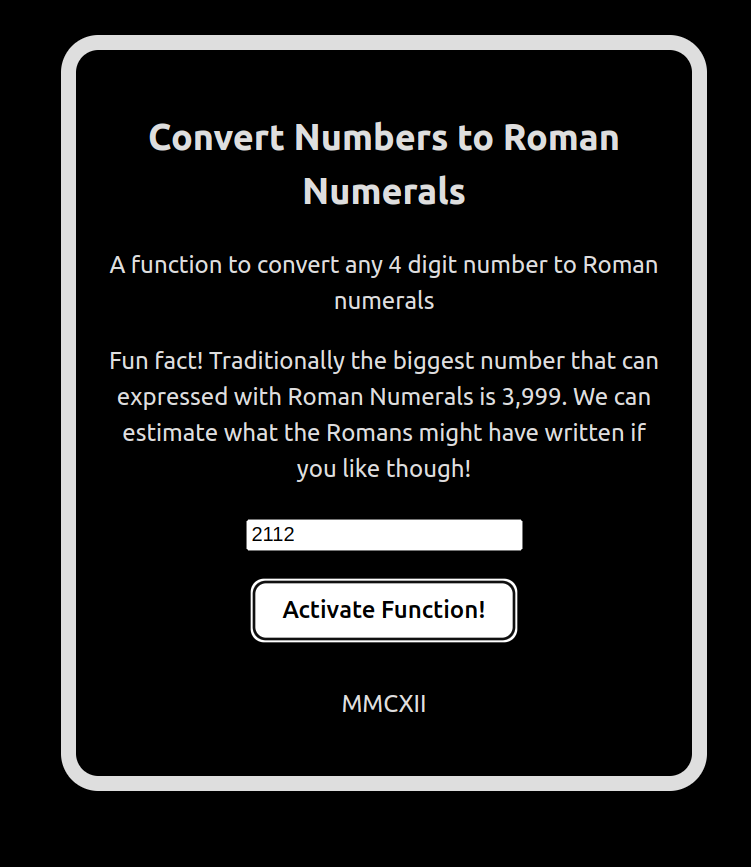 Convert Numbers to Roman
Numerals
A function to convert any 4 digit number to Roman
numerals
Fun fact! Traditionally the biggest number that can
expressed with Roman Numerals is 3,999. We can
estimate what the Romans might have written if
you like though!
2112
Activate Function!
MMCXII